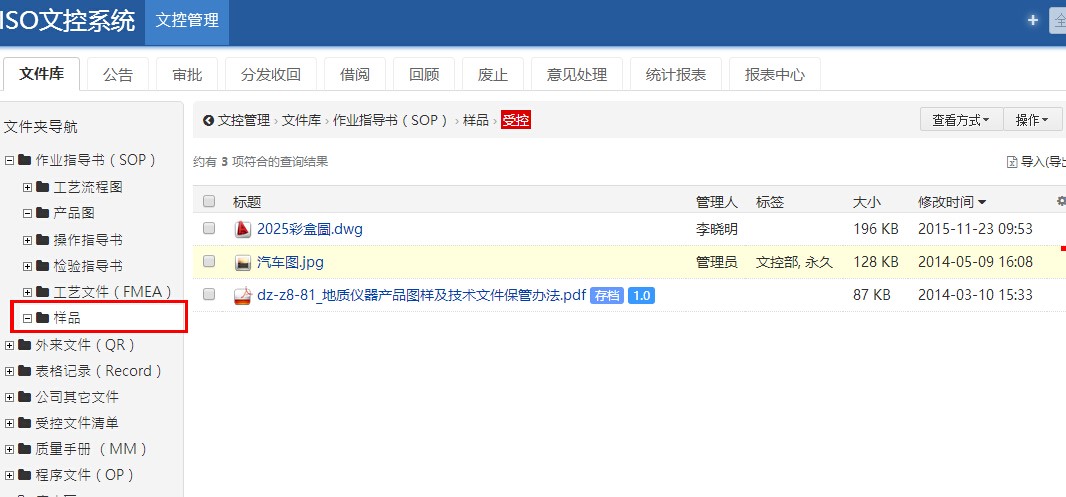 ISO文控系统
文控管理
全
文件库
公告
审批
分发收回
借阅
回顾
废止
意见处理
统计报表
报表中心
文件夹导航
作业指导书（SOP）
工艺流程图
产品图
操作指导书
检验指导书
工艺文件（FMEA）
样品
外来文件（QR）
表格记录（Record）
公司其它文件
受控文件清单
质量手册 （MM）
程序文件（OP）
文控管理 › 文件库 › 作业指导书（SOP） › 样品 › 受控
查看方式
操作
约有 3 项符合的查询结果
导入(导出
标题 管理人 标签 大小 修改时间
2025彩盒圖.dwg 李晓明 196 KB 2015-11-23 09:53
汽车图.jpg 管理员 文控部, 永久 128 KB 2014-05-09 16:08
dz-z8-81_地质仪器产品图样及技术文件保管办法.pdf 存档 1.0 87 KB 2014-03-10 15:33